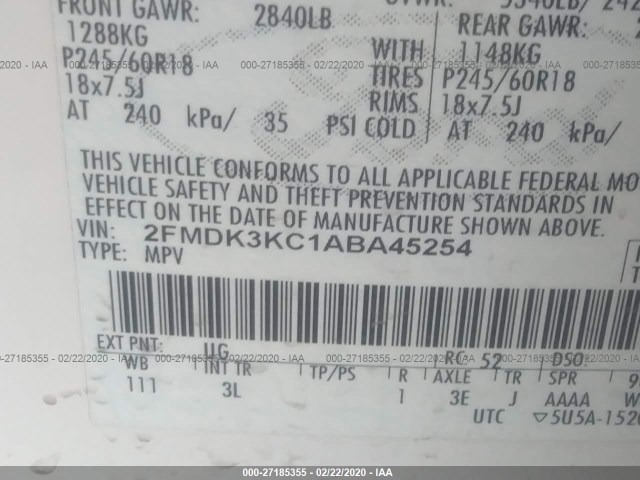 FRONT GAWR: 2840LB
1288KG
P245/60R18
18x7.5J
AT 240 kPa/ 35 PSI COLD
WITH
TIRES
RIMS
REAR GAWR:
1148KG
P245/60R18
18x7.5J
AT 240 kPa/
THIS VEHICLE CONFORMS TO ALL APPLICABLE FEDERAL MO
VEHICLE SAFETY AND THEFT PREVENTION STANDARDS IN
EFFECT ON THE DATE OF MANUFACTURE SHOWN ABOVE.
VIN: 2FMDK3KC1ABA45254
TYPE: MPV
EXT PNT: UG RC: 52 DSO:
WB INT TR TP/PS R AXLE TR SPR
111 3L 1 3E J AAAA W
UTC ▽5U5A-1520
000-27185355 - 02/22/2020 - IAA